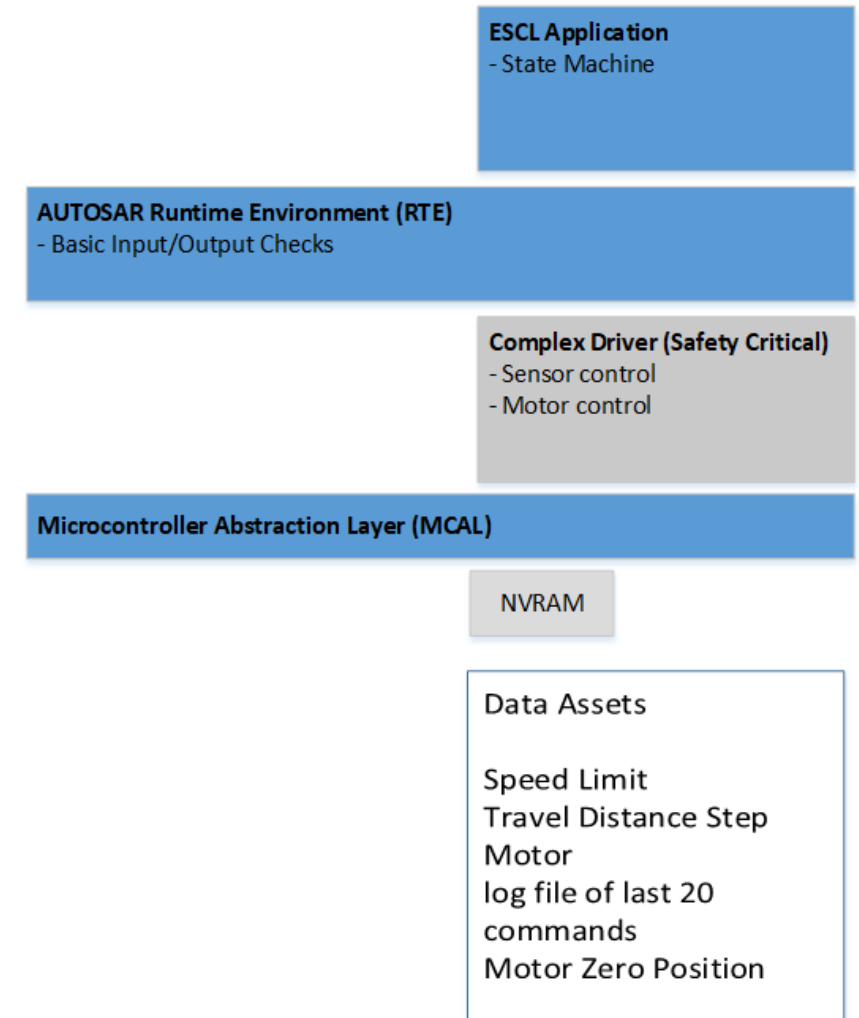 ESCL Application
- State Machine
AUTOSAR Runtime Environment (RTE)
- Basic Input/Output Checks
Complex Driver (Safety Critical)
- Sensor control
- Motor control
Microcontroller Abstraction Layer (MCAL)
NVRAM
Data Assets
Speed Limit
Travel Distance Step
Motor
log file of last 20
commands
Motor Zero Position